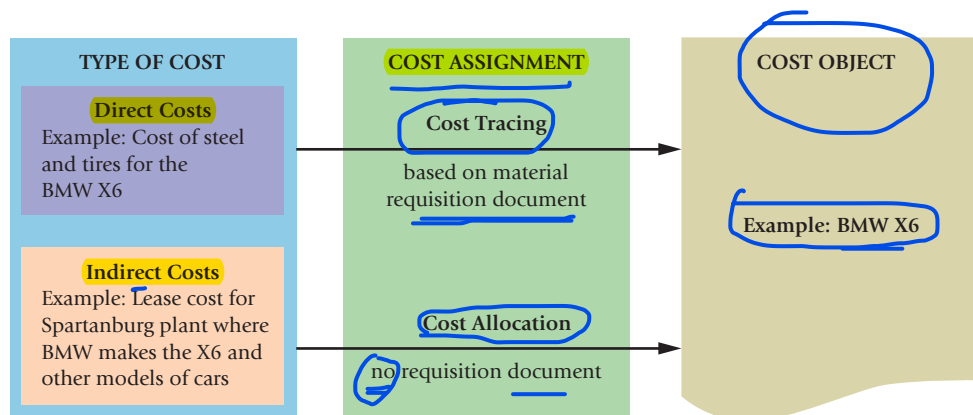 TYPE OF COST
Direct Costs
Example: Cost of steel
and tires for the
BMW X6
Indirect Costs
Example: Lease cost for
Spartanburg plant where
BMW makes the X6 and
other models of cars
COST ASSIGNMENT
Cost Tracing
based on material
requisition document
Cost Allocation
no requisition document
COST OBJECT
Example: BMW X6